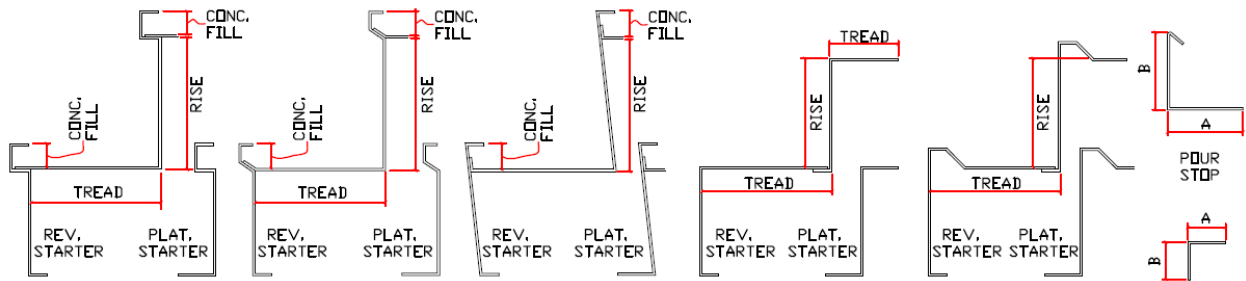 CONC.
FILL
RISE
CONC.
FILL
TREAD
REV.
STARTER
PLAT.
STARTER
CONC.
FILL
RISE
CONC.
FILL
TREAD
REV.
STARTER
PLAT.
STARTER
CONC.
FILL
RISE
CONC.
FILL
TREAD
REV.
STARTER
PLAT.
STARTER
TREAD
RISE
TREAD
REV.
STARTER
PLAT.
STARTER
RISE
TREAD
REV.
STARTER
PLAT.
STARTER
B
A
POUR
STOP
A
B